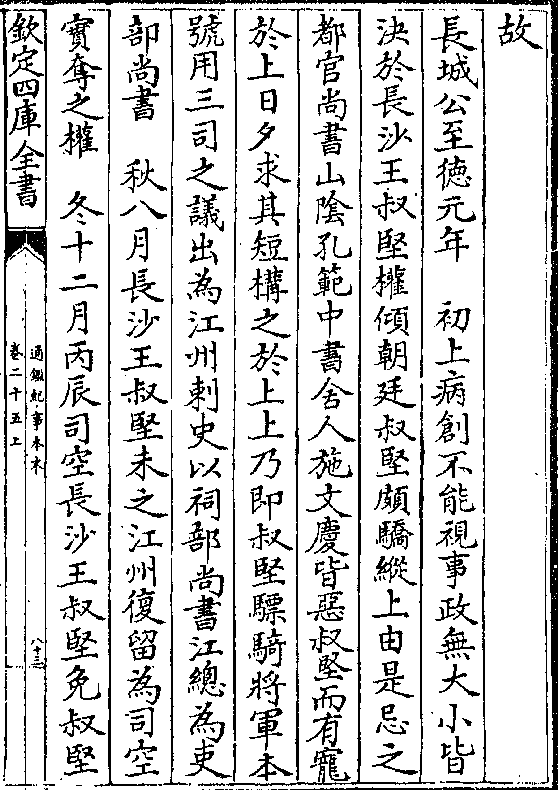 故
長城公至德元年　初上病創不能視事政無大小皆
決於長沙王叔堅權傾朝廷叔堅頗驕縱上由是忌之
都官尚書山陰孔範中書舍人施文慶皆惡叔堅而有寵
於上日夕求其短構之於上上乃即叔堅驃騎將軍本
號用三司之議出為江州刺史以祠部尚書江總為吏
部尚書　秋八月長沙王叔堅未之江州復留為司空
實奪之權　冬十二月丙辰司空長沙王叔堅免叔堅
欽定四庫全書
通鑑紀事本末
卷二十五上
八十三